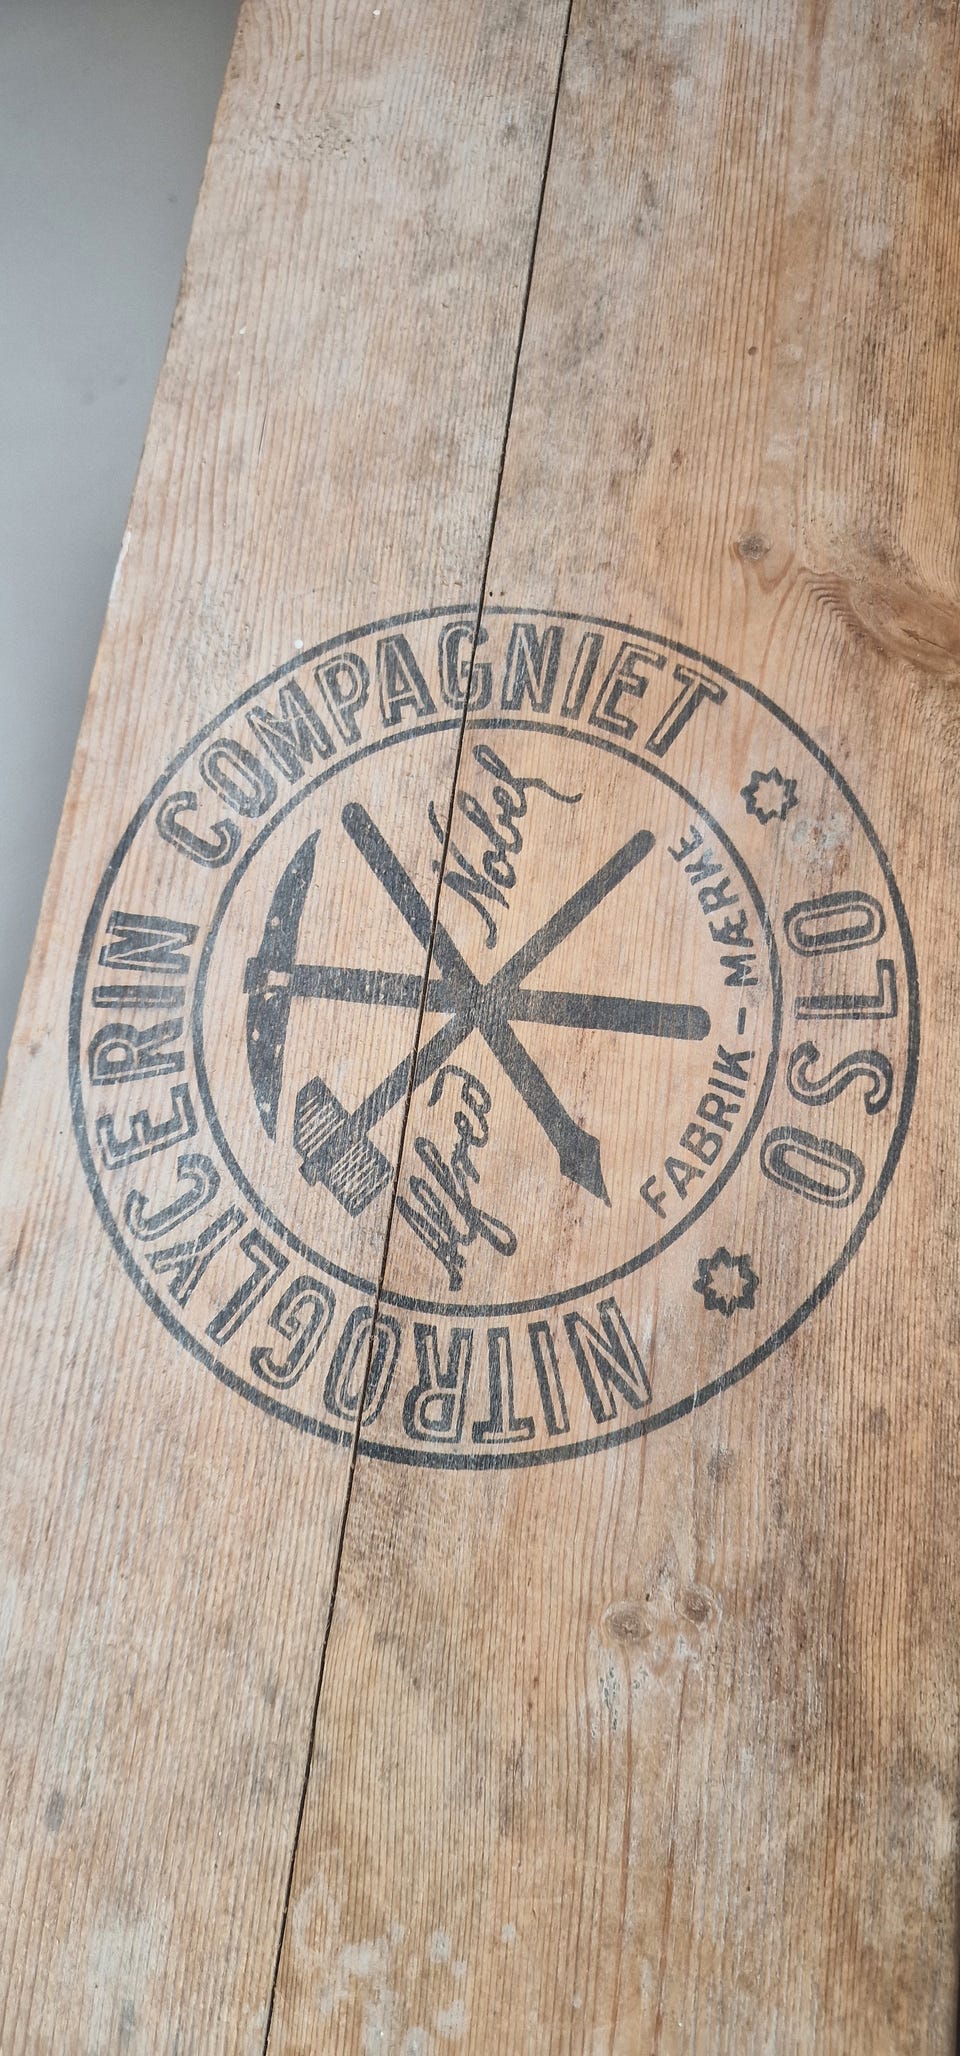 NITROGLYCERIN COMPAGNIET
Alfred Nobel
FABRIK-MÆRKE
OSLO